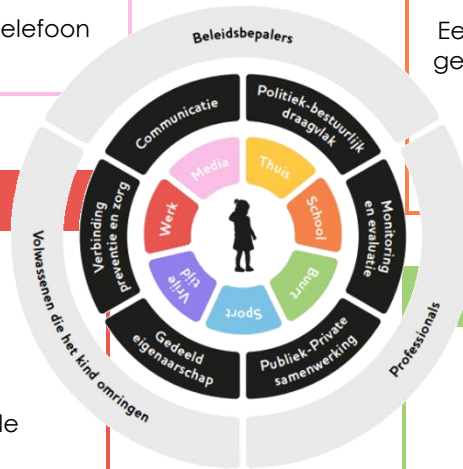 elefoon
Ee
ge
Beleidsbepalers
Communicatie
Politiek-bestuurlijk
draagvlak
Media
Thuis
Verbinding
preventie en zorg
Werk
School
Monitoring
en evaluatie
Vrije
tijd
Sport
Buurt
Gedeeld
eigenaarschap
Publiek-Private
samenwerking
Volwassenen die het kind omringen
Professionals
le